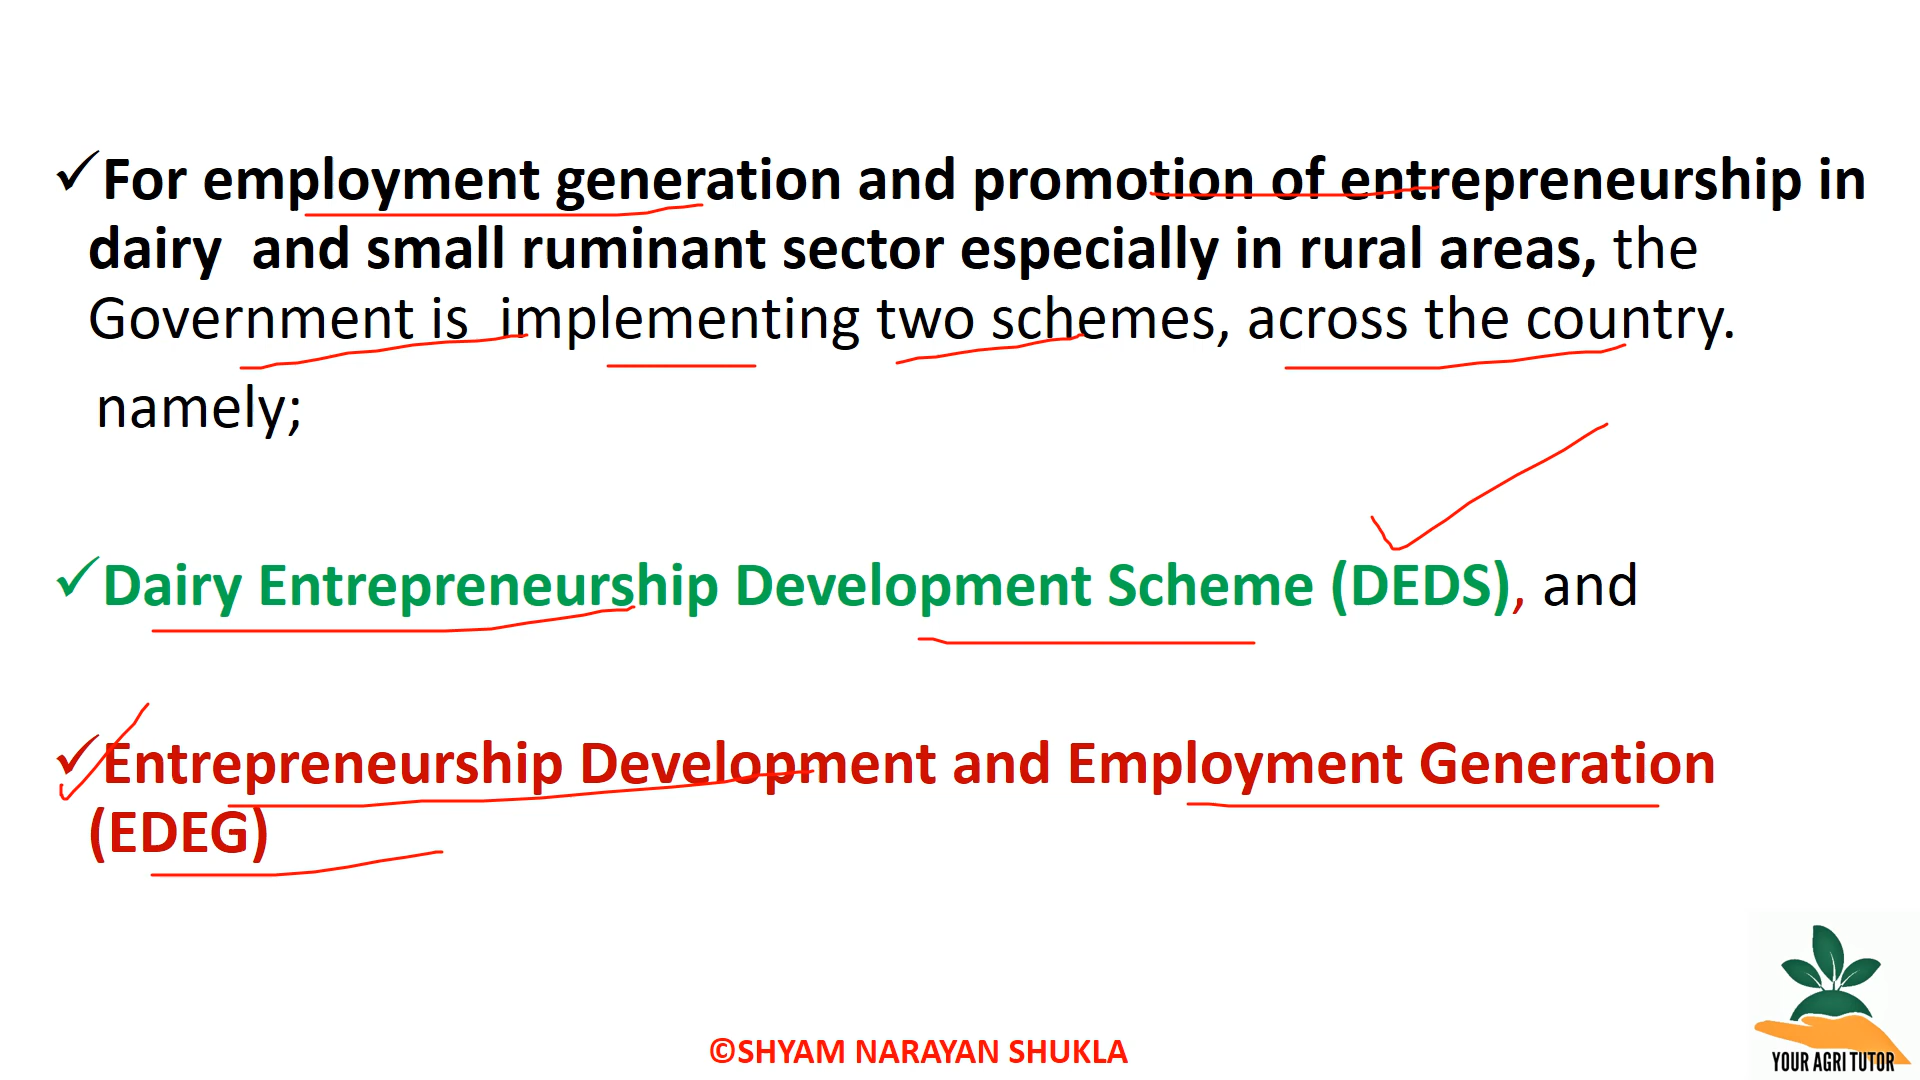 ✓For employment generation and promotion of entrepreneurship in
dairy and small ruminant sector especially in rural areas, the
Government is implementing two schemes, across the country.
namely;
✓Dairy Entrepreneurship Development Scheme (DEDS), and
✓Entrepreneurship Development and Employment Generation
(EDEG)
©SHYAM NARAYAN SHUKLA
YOUR AGRI TUTOR